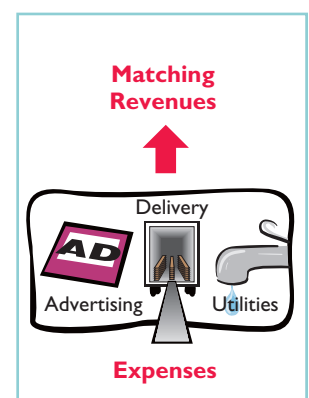 Matching
Revenues
Delivery
AD
Advertising
Utilities
Expenses